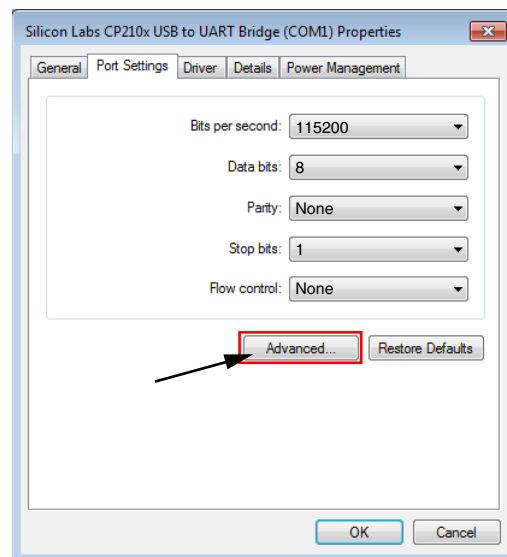 Silicon Labs CP210x USB to UART Bridge (COM1) Properties
General Port Settings Driver Details Power Management
Bits per second: 115200
Data bits: 8
Parity: None
Stop bits: 1
Flow control: None
Advanced... Restore Defaults
OK Cancel